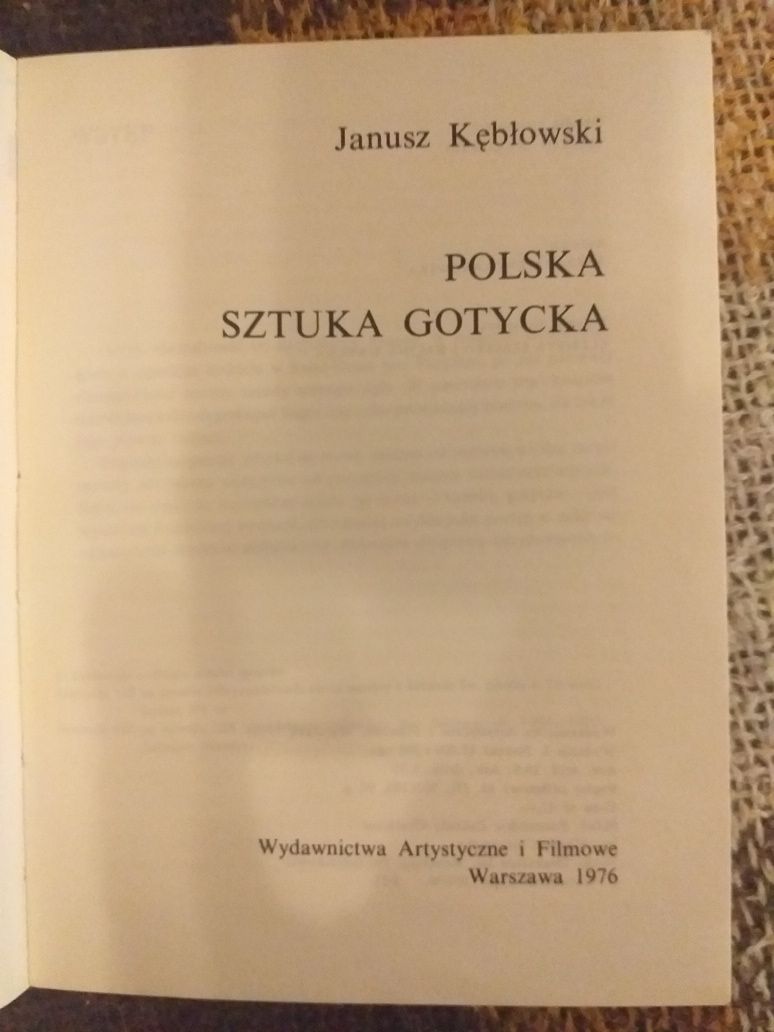 Janusz Kębłowski
POLSKA
SZTUKA GOTYCKA
Wydawnictwa Artystyczne i Filmowe
Warszawa 1976